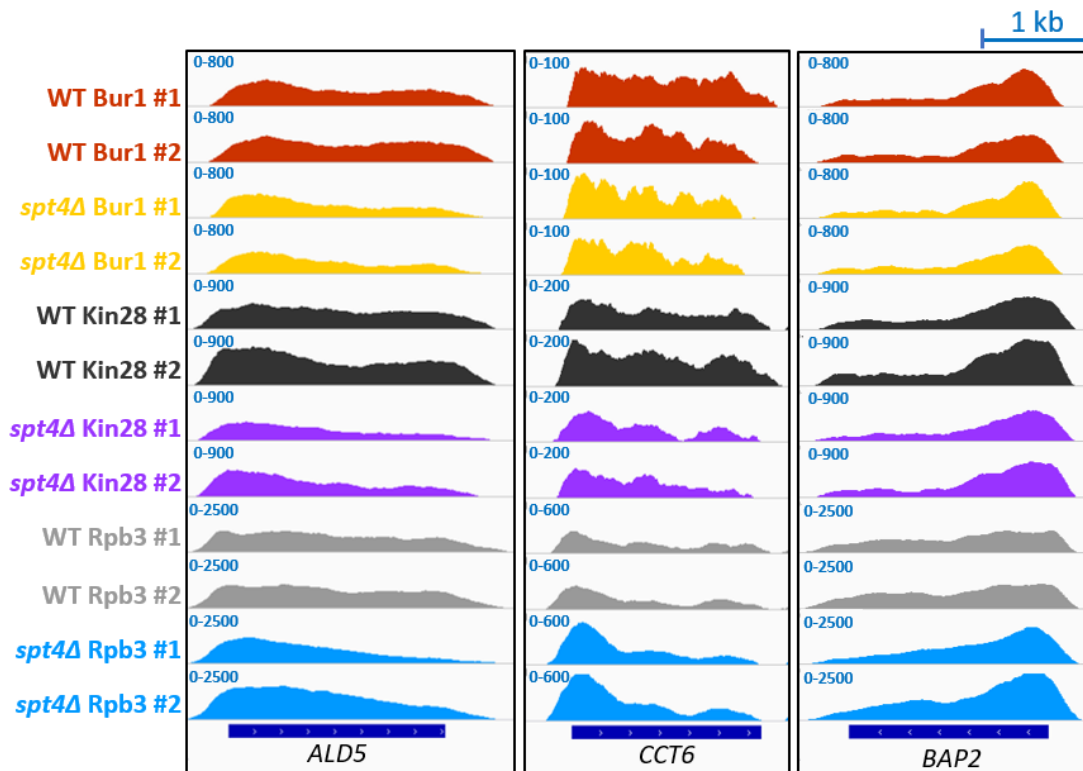 1 kb
WT Bur1 #1 0-800 0-100 0-800
WT Bur1 #2 0-800 0-100 0-800
spt4Δ Bur1 #1 0-800 0-100 0-800
spt4Δ Bur1 #2 0-800 0-100 0-800
WT Kin28 #1 0-900 0-200 0-900
WT Kin28 #2 0-900 0-200 0-900
spt4Δ Kin28 #1 0-900 0-200 0-900
spt4Δ Kin28 #2 0-900 0-200 0-900
WT Rpb3 #1 0-2500 0-600 0-2500
WT Rpb3 #2 0-2500 0-600 0-2500
spt4Δ Rpb3 #1 0-2500 0-600 0-2500
spt4Δ Rpb3 #2 0-2500 0-600 0-2500
ALD5 CCT6 BAP2